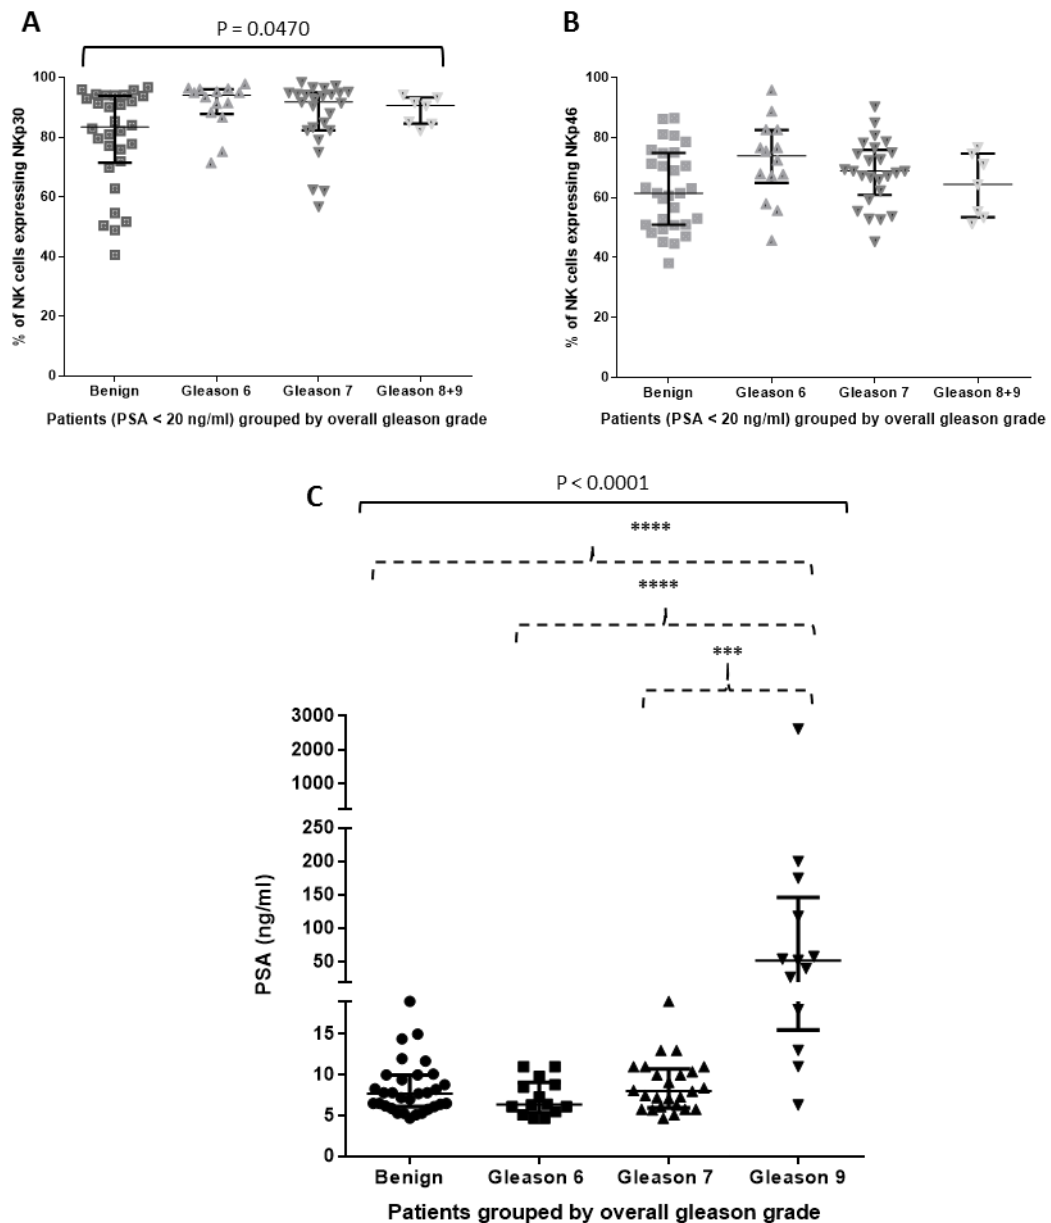 A
P = 0.0470
% of NK cells expressing NKp30
100
80
60
40
20
0
Benign
Gleason 6
Gleason 7
Gleason 8+9
Patients (PSA < 20 ng/ml) grouped by overall gleason grade
B
% of NK cells expressing NKp46
100
80
60
40
20
0
Benign
Gleason 6
Gleason 7
Gleason 8+9
Patients (PSA < 20 ng/ml) grouped by overall gleason grade
C
P < 0.0001
****
****
***
PSA (ng/ml)
3000
2000
1000
250
200
150
100
50
15
10
5
0
Benign
Gleason 6
Gleason 7
Gleason 9
Patients grouped by overall gleason grade